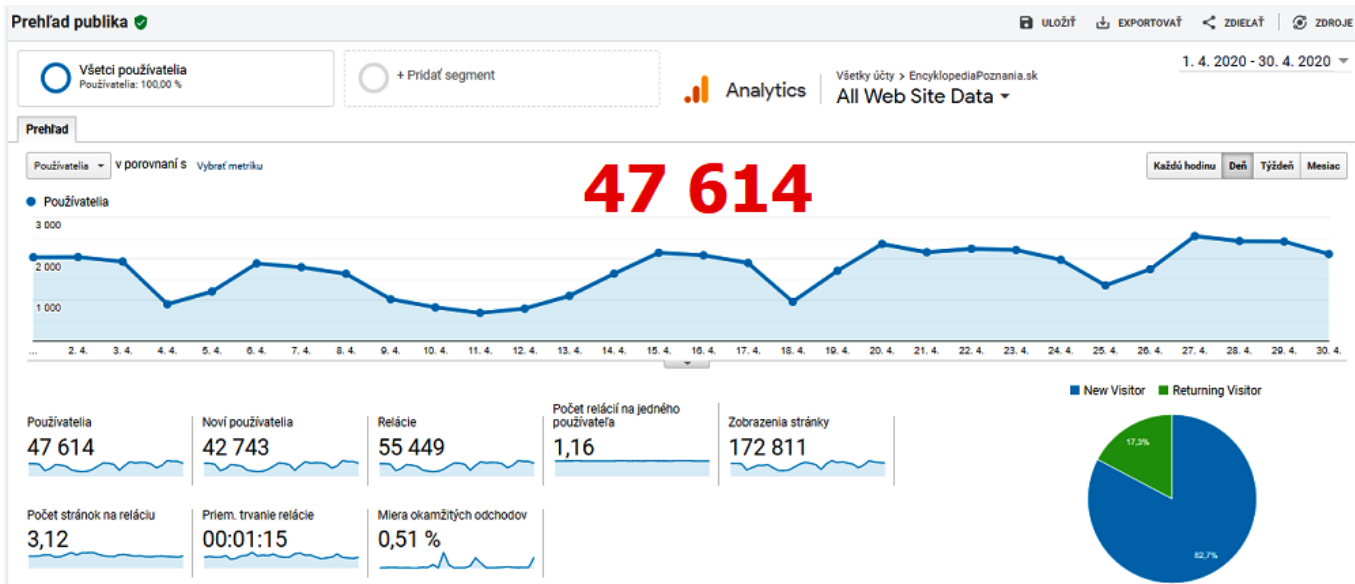 Prehľad publika
ULOŽIŤ EXPORTOVAŤ ZDIEĽAŤ ZDROJE
Všetci používatelia
Používatelia: 100,00 %
+ Pridať segment
Analytics
Všetky účty > EncyklopediaPoznania.sk
All Web Site Data
1. 4. 2020 - 30. 4. 2020
Prehľad
Používatelia v porovnaní s Vybrať metriku
47 614
Každú hodinu Deň Týždeň Mesiac
Používatelia
3 000
2 000
1 000
... 2. 4. 3. 4. 4. 4. 5. 4. 6. 4. 7. 4. 8. 4. 9. 4. 10. 4. 11. 4. 12. 4. 13. 4. 14. 4. 15. 4. 16. 4. 17. 4. 18. 4. 19. 4. 20. 4. 21. 4. 22. 4. 23. 4. 24. 4. 25. 4. 26. 4. 27. 4. 28. 4. 29. 4. 30. 4.
Používatelia
47 614
Noví používatelia
42 743
Relácie
55 449
Počet relácií na jedného
používateľa
1,16
Zobrazenia stránky
172 811
Počet stránok na reláciu
3,12
Priem. trvanie relácie
00:01:15
Miera okamžitých odchodov
0,51 %
New Visitor Returning Visitor
17,3%
82,7%